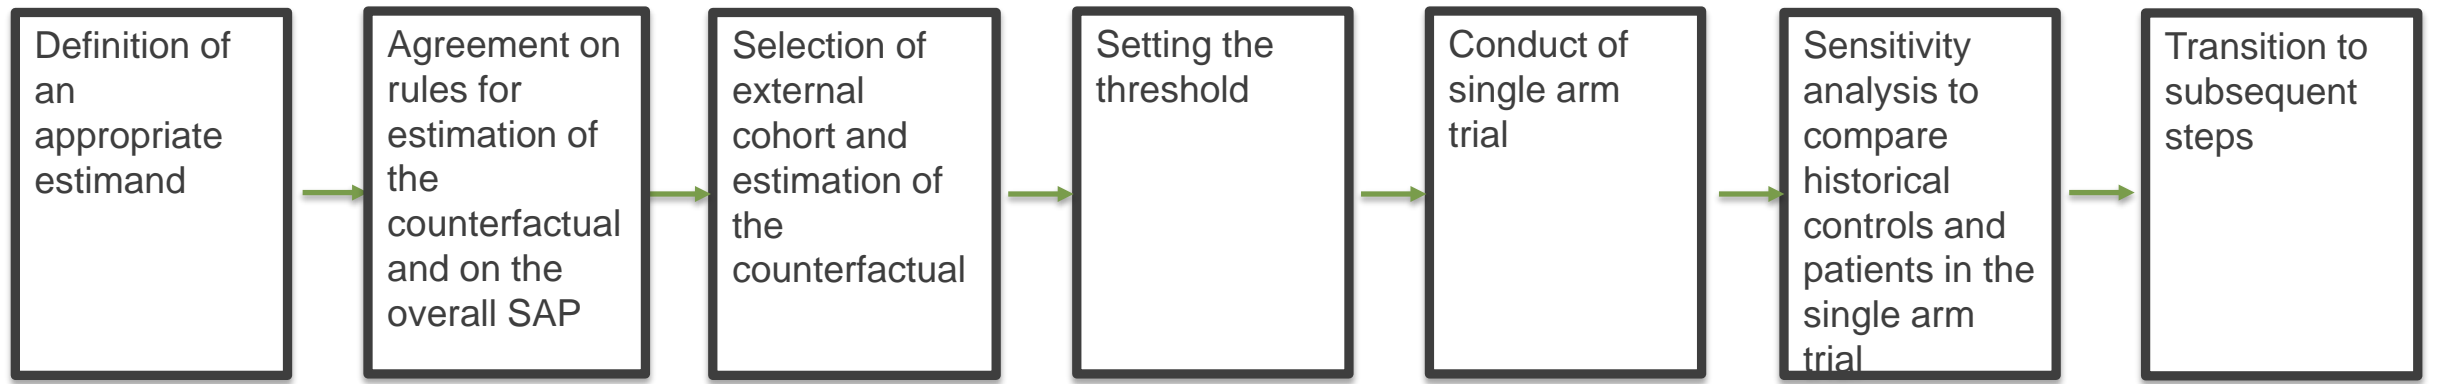 Definition of
an
appropriate
estimand
Agreement on
rules for
estimation of
the
counterfactual
and on the
overall SAP
Selection of
external
cohort and
estimation of
the
counterfactual
Setting the
threshold
Conduct of
single arm
trial
Sensitivity
analysis to
compare
historical
controls and
patients in the
single arm
trial
Transition to
subsequent
steps